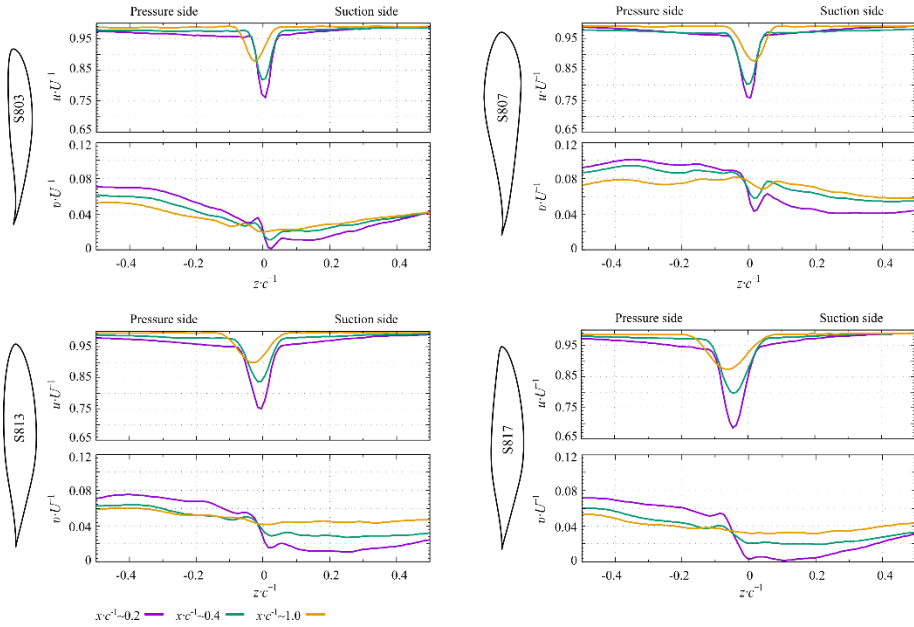 Pressure side Suction side
0.95
0.85
0.75
0.65
u·U⁻¹
S803
0.12
0.08
0.04
0
v·U⁻¹
-0.4 -0.2 0 0.2 0.4
z·c⁻¹
Pressure side Suction side
0.95
0.85
0.75
0.65
u·U⁻¹
S807
0.12
0.08
0.04
0
v·U⁻¹
-0.4 -0.2 0 0.2 0.4
z·c⁻¹
Pressure side Suction side
0.95
0.85
0.75
0.65
u·U⁻¹
S813
0.12
0.08
0.04
0
v·U⁻¹
-0.4 -0.2 0 0.2 0.4
z·c⁻¹
Pressure side Suction side
0.95
0.85
0.75
0.65
u·U⁻¹
S817
0.12
0.08
0.04
0
v·U⁻¹
-0.4 -0.2 0 0.2 0.4
z·c⁻¹
x·c⁻¹~0.2 x·c⁻¹~0.4 x·c⁻¹~1.0